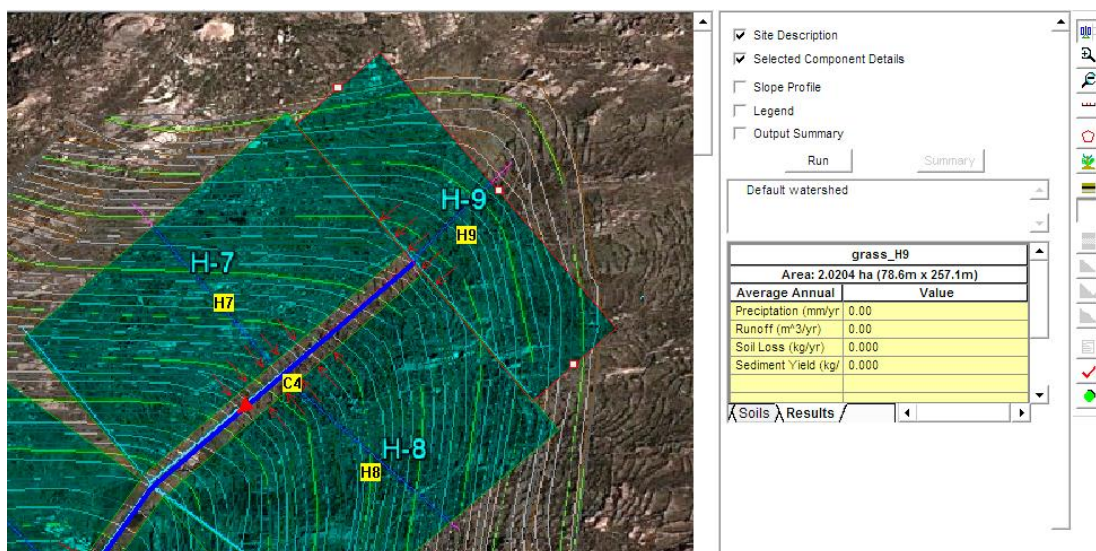 H-9
H9
H-7
H7
C4
H-8
H8
Site Description
Selected Component Details
Slope Profile
Legend
Output Summary
Run
Summary
Default watershed
grass_H9
Area: 2.0204 ha (78.6m x 257.1m)
Average Annual Value
Preciptation (mm/yr 0.00
Runoff (m^3/yr) 0.00
Soil Loss (kg/yr) 0.000
Sediment Yield (kg/ 0.000
Soils Results